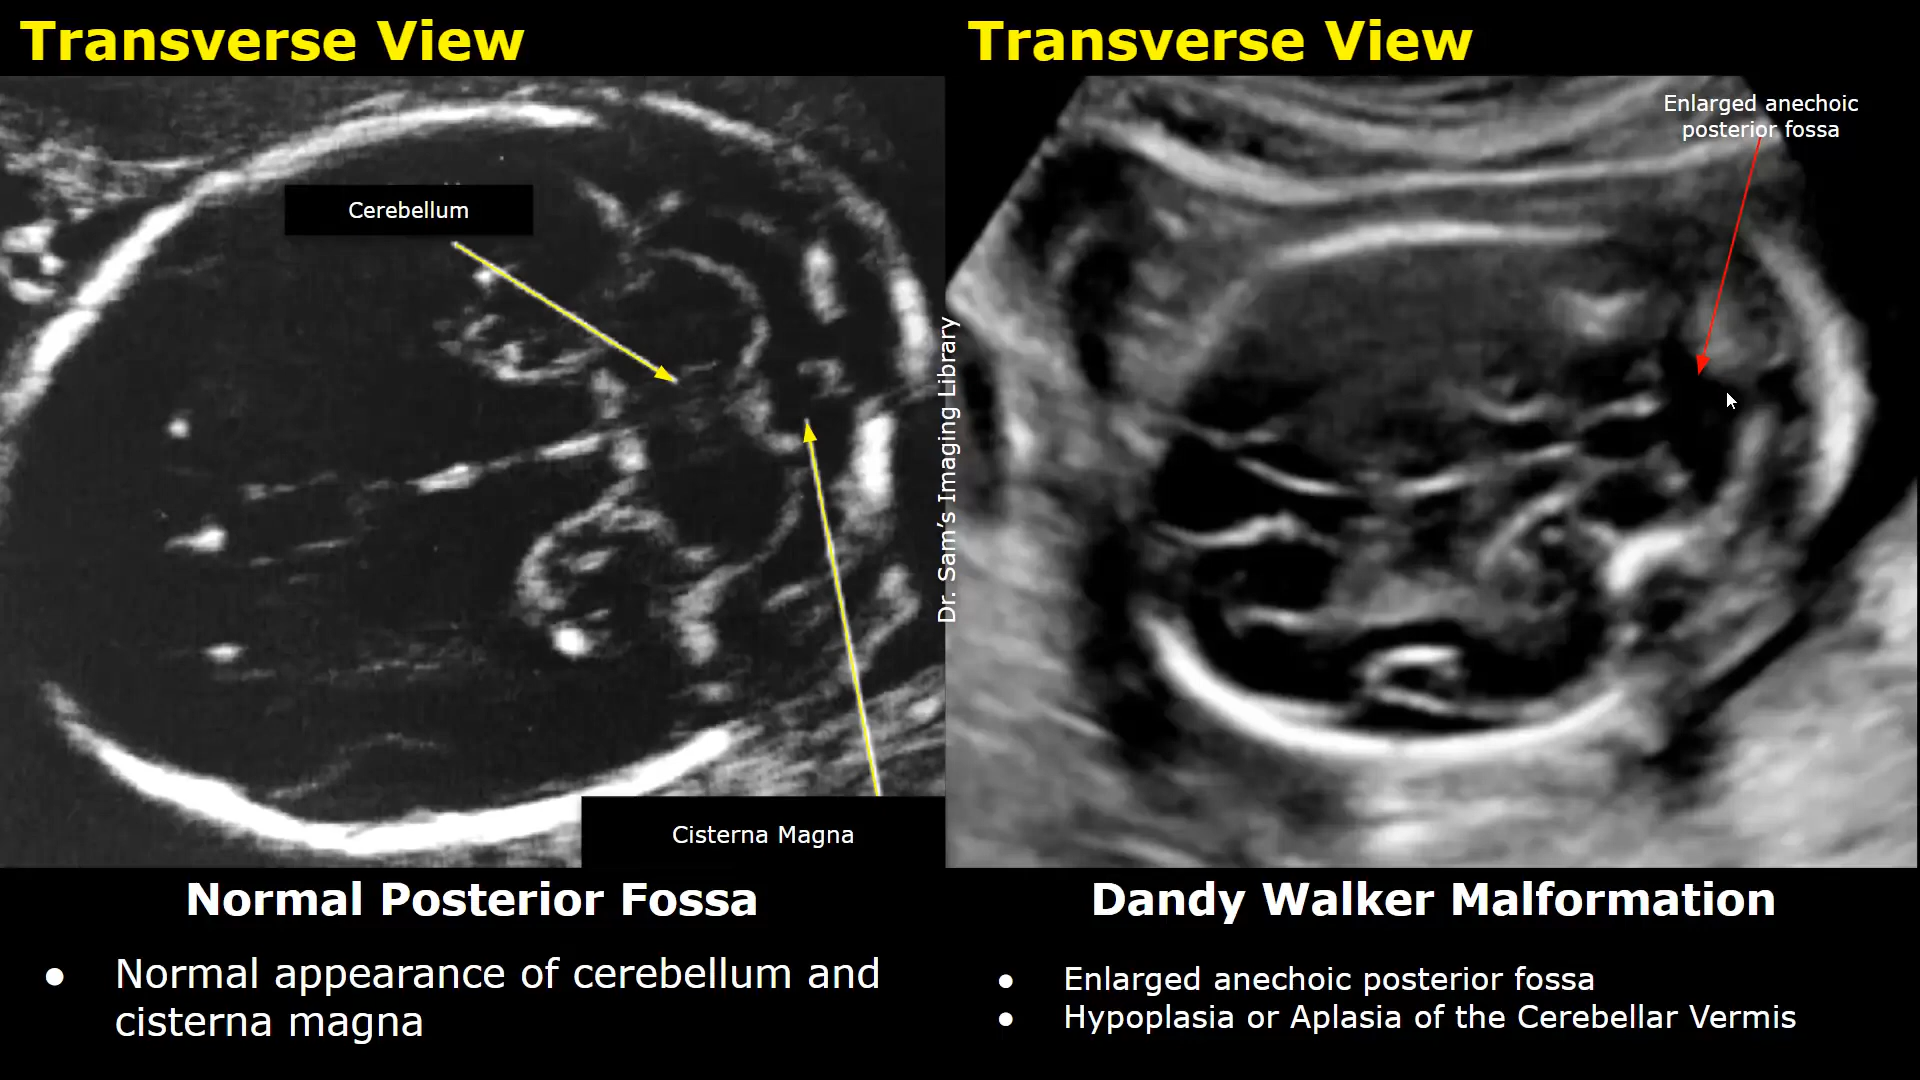 Transverse View
Cerebellum
Cisterna Magna
Normal Posterior Fossa
● Normal appearance of cerebellum and
cisterna magna
Dr. Sam's Imaging Library
Transverse View
Enlarged anechoic
posterior fossa
Dandy Walker Malformation
● Enlarged anechoic posterior fossa
● Hypoplasia or Aplasia of the Cerebellar Vermis